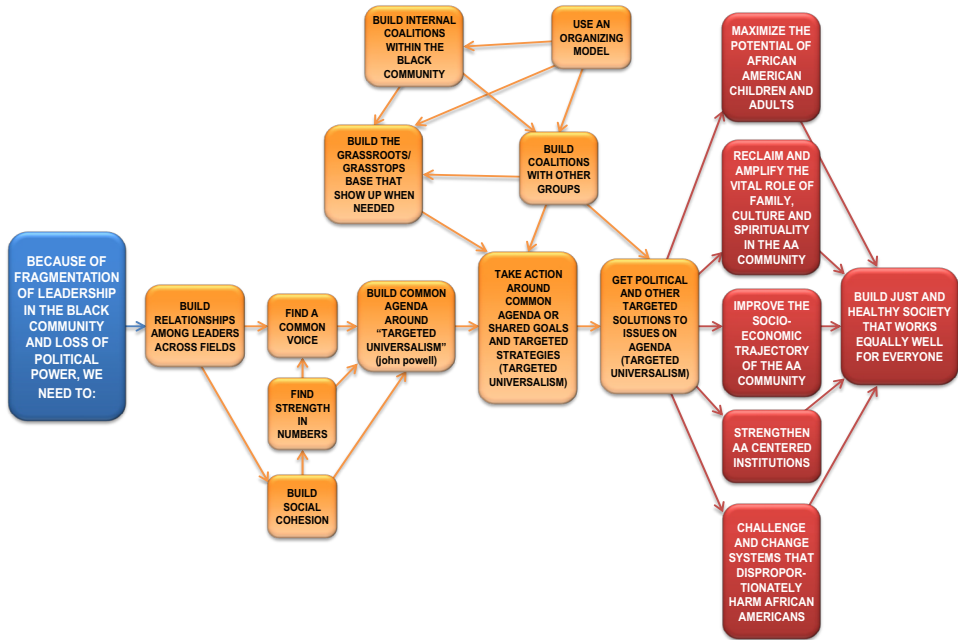 BECAUSE OF
FRAGMENTATION
OF LEADERSHIP
IN THE BLACK
COMMUNITY
AND LOSS OF
POLITICAL
POWER, WE
NEED TO:
BUILD
RELATIONSHIPS
AMONG LEADERS
ACROSS FIELDS
FIND A
COMMON
VOICE
FIND
STRENGTH
IN
NUMBERS
BUILD
SOCIAL
COHESION
BUILD COMMON
AGENDA
AROUND
“TARGETED
UNIVERSALISM”
(john powell)
BUILD INTERNAL
COALITIONS
WITHIN THE
BLACK
COMMUNITY
USE AN
ORGANIZING
MODEL
BUILD THE
GRASSROOTS/
GRASSTOPS
BASE THAT
SHOW UP WHEN
NEEDED
BUILD
COALITIONS
WITH OTHER
GROUPS
TAKE ACTION
AROUND
COMMON
AGENDA OR
SHARED GOALS
AND TARGETED
STRATEGIES
(TARGETED
UNIVERSALISM)
GET POLITICAL
AND OTHER
TARGETED
SOLUTIONS TO
ISSUES ON
AGENDA
(TARGETED
UNIVERSALISM)
MAXIMIZE THE
POTENTIAL OF
AFRICAN
AMERICAN
CHILDREN AND
ADULTS
RECLAIM AND
AMPLIFY THE
VITAL ROLE OF
FAMILY,
CULTURE AND
SPIRITUALITY
IN THE AA
COMMUNITY
IMPROVE THE
SOCIO-
ECONOMIC
TRAJECTORY
OF THE AA
COMMUNITY
STRENGTHEN
AA CENTERED
INSTITUTIONS
CHALLENGE
AND CHANGE
SYSTEMS THAT
DISPROPOR-
TIONATELY
HARM AFRICAN
AMERICANS
BUILD JUST AND
HEALTHY SOCIETY
THAT WORKS
EQUALLY WELL
FOR EVERYONE